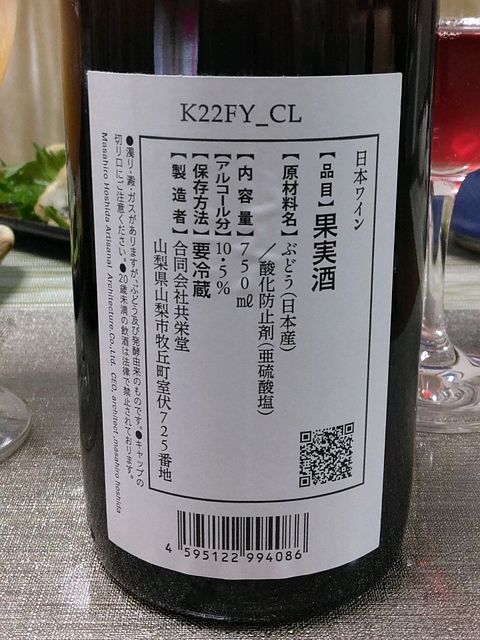 K22FY_CL
日本ワイン
【品目】果実酒
【原材料名】ぶどう(日本産)
／酸化防止剤(亜硫酸塩)
【内容量】750㎖
【アルコール分】10・5%
【保存方法】要冷蔵
【製造者】合同会社共栄堂
山梨県山梨市牧丘町室伏725番地
●濁り・澱・ガスがありますが、ぶどう及び発酵由来のものです。●キャップの
切り口にご注意ください。●20歳未満の飲酒は法律で禁止されております。
Masahiro Hoshida Artisanal Architecture.Co.,Ltd. CEO, architect ,masahiro hoshida
4 595122 994086